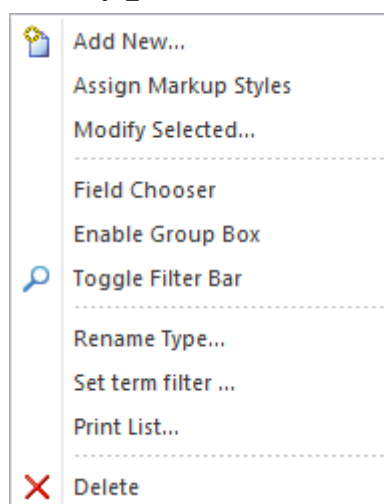 Add New...
Assign Markup Styles
Modify Selected...
Field Chooser
Enable Group Box
Toggle Filter Bar
Rename Type...
Set term filter ...
Print List...
Delete